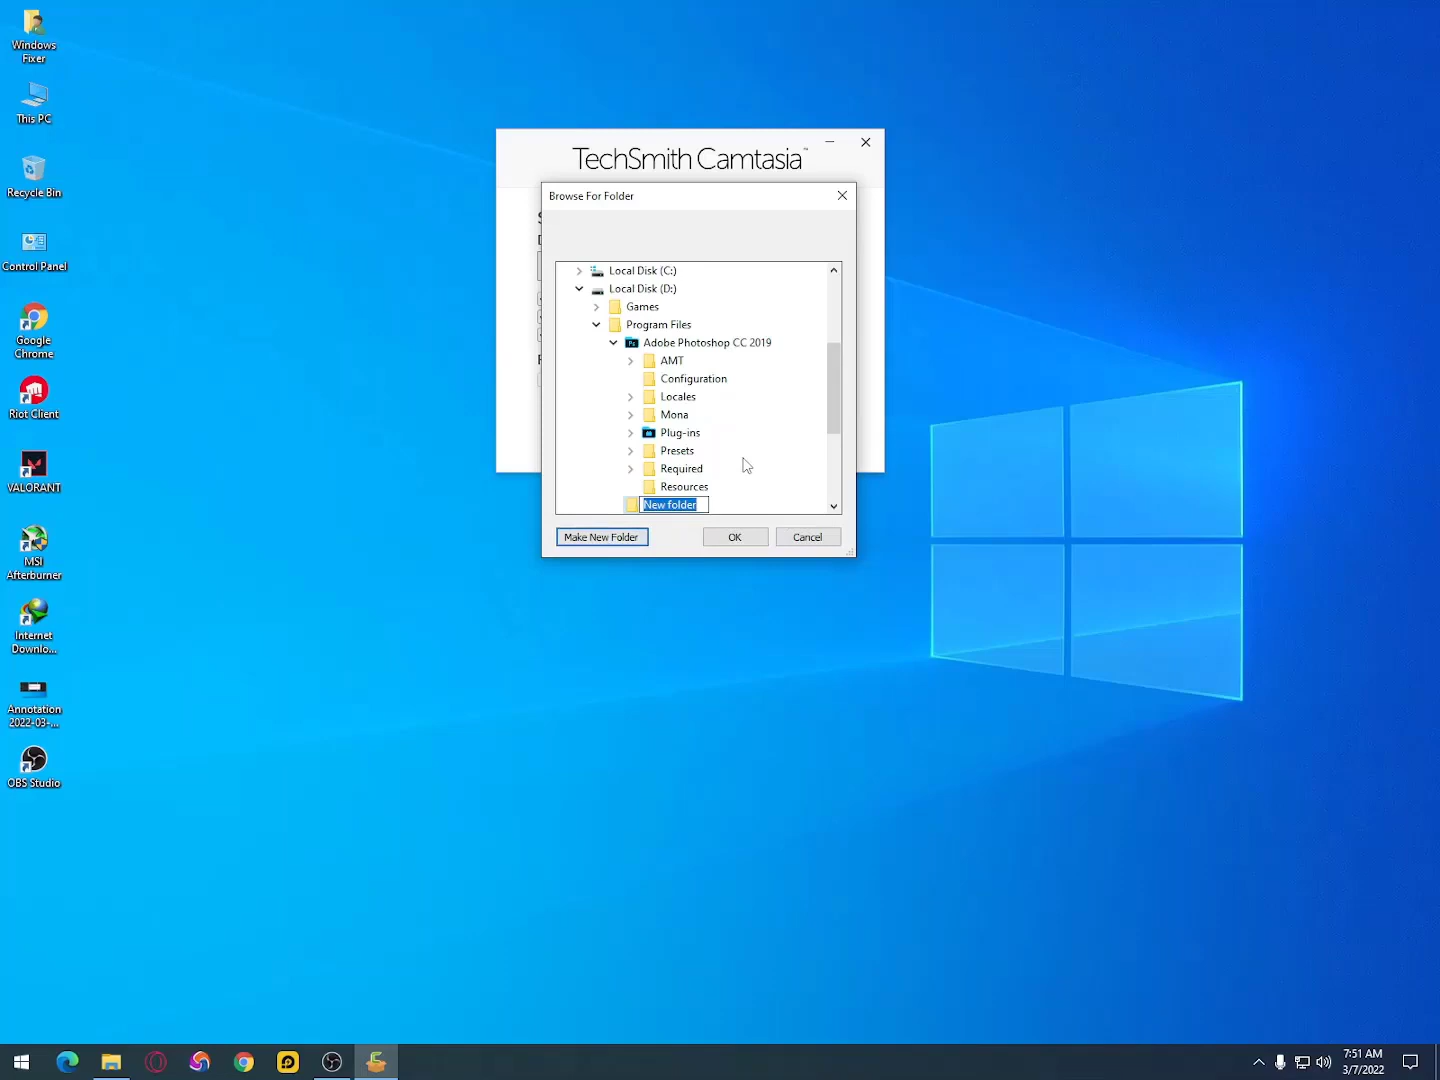 Windows
Fixer
This PC
Recycle Bin
Control Panel
Google
Chrome
Riot Client
VALORANT
MSI
Afterburner
Internet
Downlo...
Annotation
2022-03-...
OBS Studio
TechSmith Camtasia™
Browse For Folder
Local Disk (C:)
Local Disk (D:)
Games
Program Files
Adobe Photoshop CC 2019
AMT
Configuration
Locales
Mona
Plug-ins
Presets
Required
Resources
New folder
Make New Folder
OK
Cancel
7:51 AM
3/7/2022